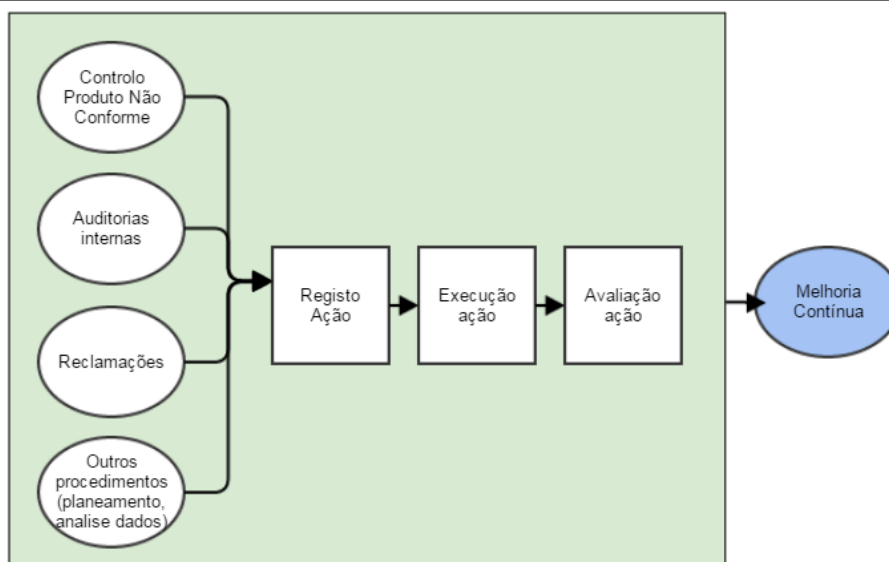 Controlo
Produto Não
Conforme
Auditorias
internas
Reclamações
Outros
procedimentos
(planeamento,
analise dados)
Registo
Ação
Execução
ação
Avaliação
ação
Melhoria
Contínua